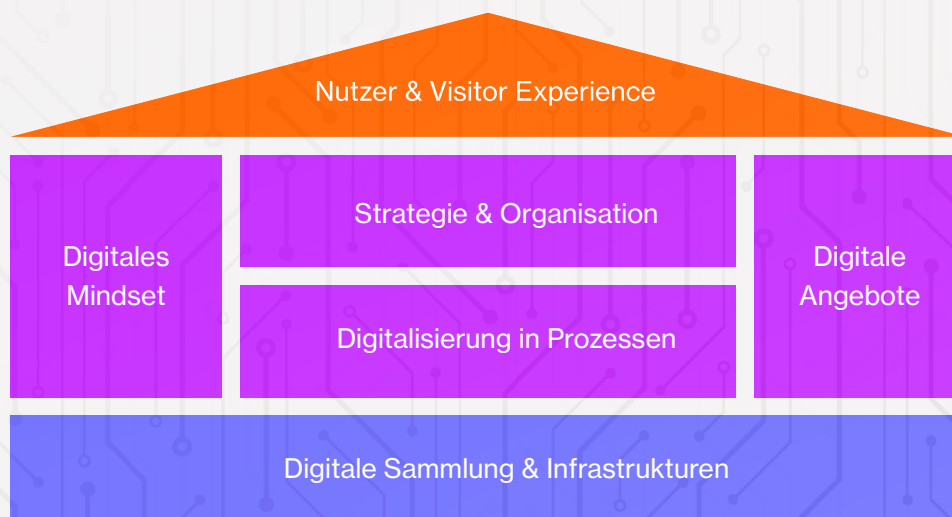 Nutzer & Visitor Experience
Digitales
Mindset
Strategie & Organisation
Digitalisierung in Prozessen
Digitale
Angebote
Digitale Sammlung & Infrastrukturen